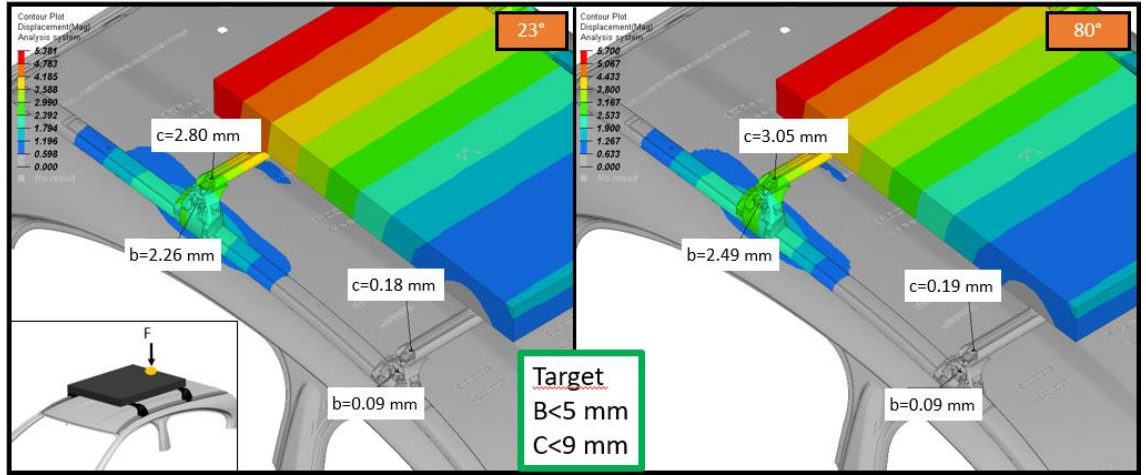 Contour Plot
Displacement(Mag)
Analysis system
5.381
4.783
4.185
3.588
2.990
2.392
1.794
1.196
0.598
0.000
No result
23°
c=2.80 mm
b=2.26 mm
c=0.18 mm
b=0.09 mm
F
Contour Plot
Displacement(Mag)
Analysis system
5.700
5.067
4.433
3.800
3.167
2.533
1.900
1.267
0.633
0.000
No result
80°
c=3.05 mm
b=2.49 mm
c=0.19 mm
b=0.09 mm
Target
B<5 mm
C<9 mm